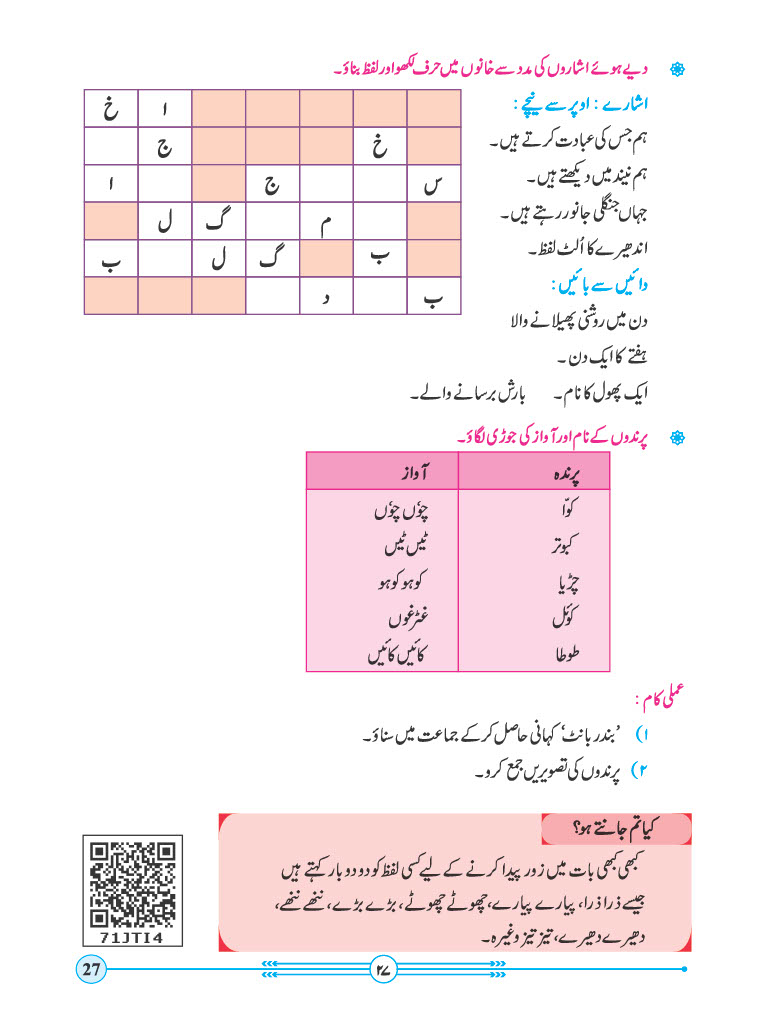 دیے ہوئے اشاروں کی مدد سے خانوں میں حرف لکھو اور لفظ بناؤ۔
اشارے : اوپر سے نیچے :
ہم جس کی عبادت کرتے ہیں۔
ہم نیند میں دیکھتے ہیں۔
جہاں جنگلی جانور رہتے ہیں۔
اندھیرے کا اُلٹ لفظ۔
دائیں سے بائیں :
دن میں روشنی پھیلانے والا
ہفتے کا ایک دن ۔
ایک پھول کا نام۔ بارش برسانے والے۔
ا خ
خ ج
س ج ا
م گ ل
ب گ ل ب
ب د
پرندوں کے نام اور آواز کی جوڑی لگاؤ۔
پرندہ آواز
کوّا چوٗں چوٗں
کبوتر ٹیں ٹیں
چڑیا کوہو کوہو
کوئل غٹرغوں
طوطا کائیں کائیں
عملی کام :
۱) ’بندر بانٹ‘ کہانی حاصل کرکے جماعت میں سناؤ۔
۲) پرندوں کی تصویریں جمع کرو۔
کیا تم جانتے ہو؟
کبھی کبھی بات میں زور پیدا کرنے کے لیے کسی لفظ کو دو دو بار کہتے ہیں
جیسے ذرا ذرا، پیارے پیارے، چھوٹے چھوٹے، بڑے بڑے، ننھے ننھے،
دھیرے دھیرے، تیز تیز وغیرہ۔
71JTI4
27
۲۷